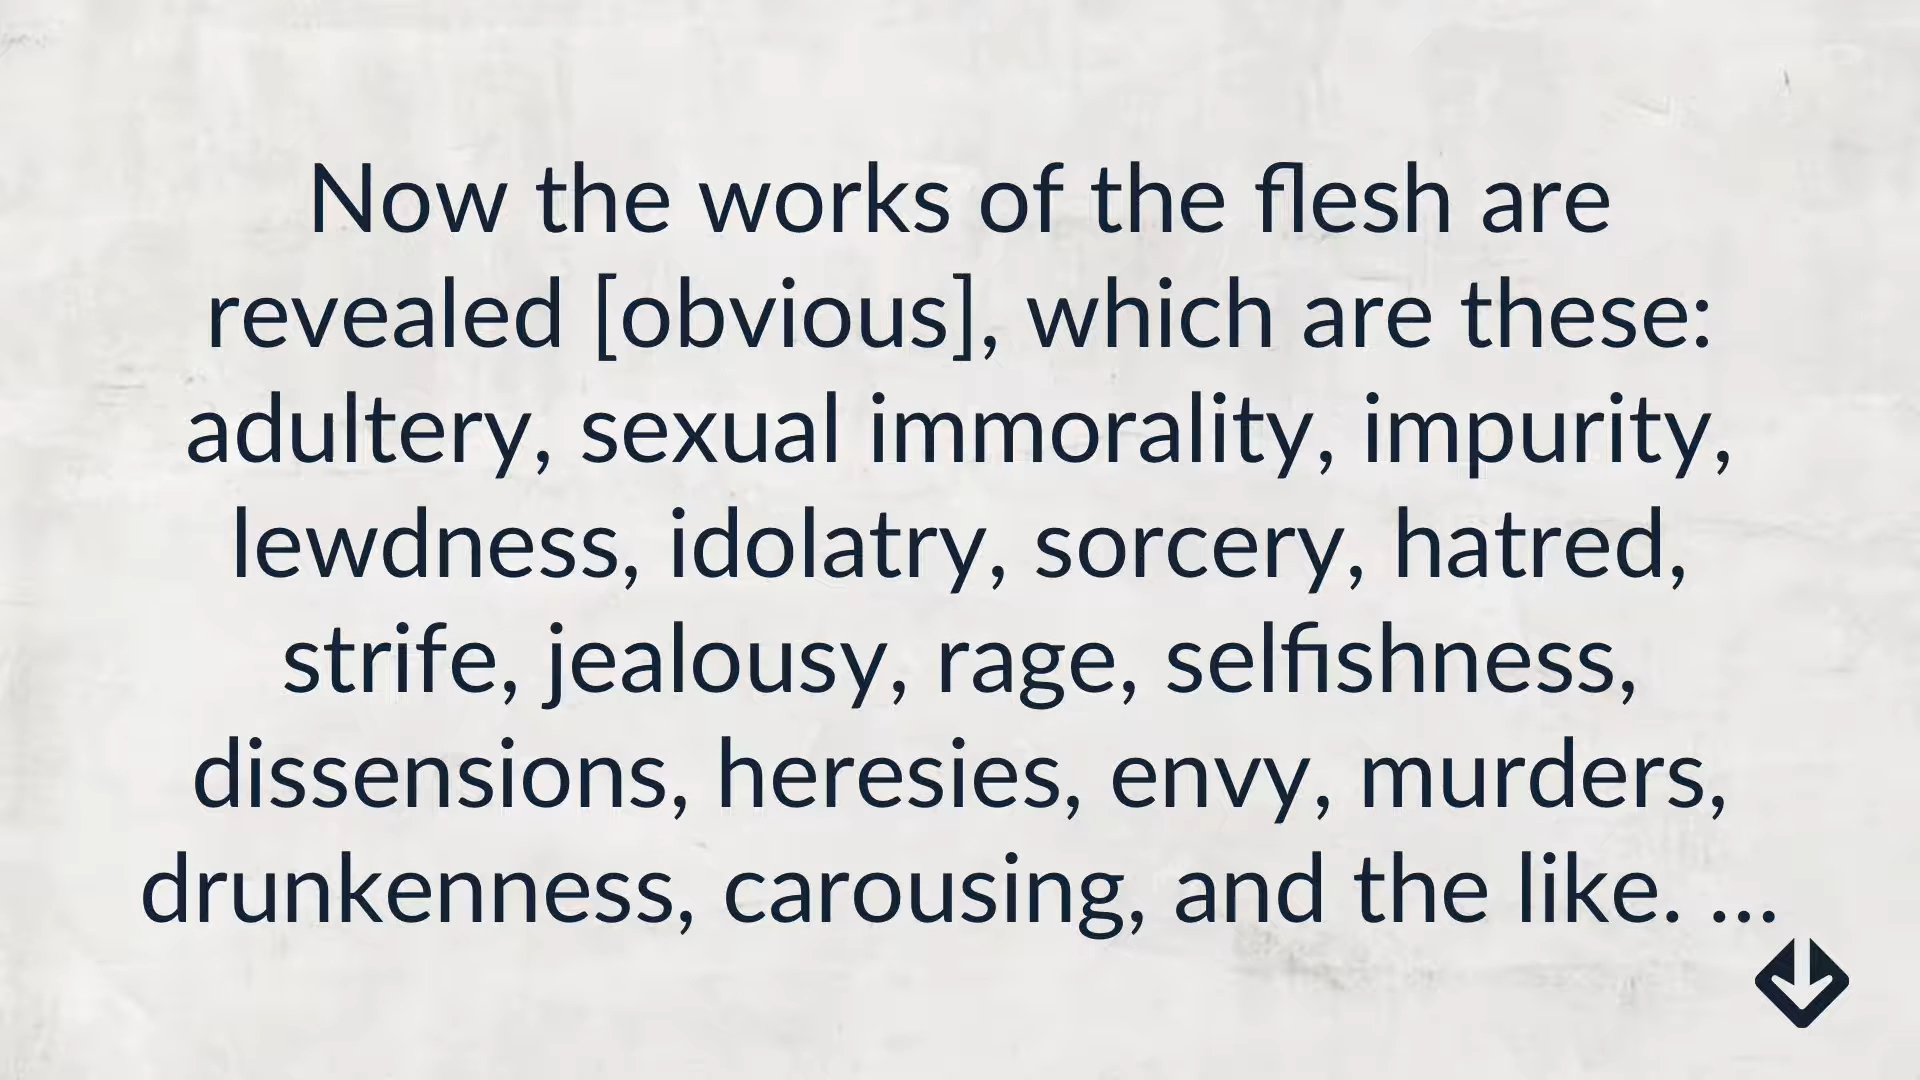 Now the works of the flesh are
revealed [obvious], which are these:
adultery, sexual immorality, impurity,
lewdness, idolatry, sorcery, hatred,
strife, jealousy, rage, selfishness,
dissensions, heresies, envy, murders,
drunkenness, carousing, and the like. ...